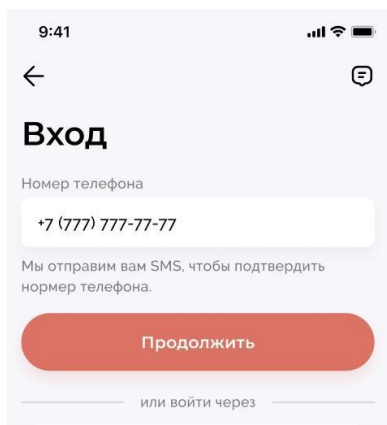 9:41
Вход
Номер телефона
+7 (777) 777-77-77
Мы отправим вам SMS, чтобы подтвердить
нормер телефона.
Продолжить
или войти через